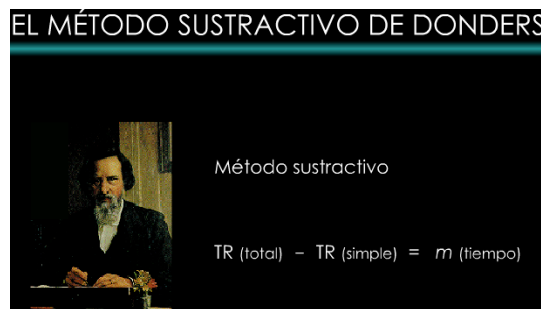 EL MÉTODO SUSTRACTIVO DE DONDERS
Método sustractivo
TR (total) – TR (simple) = m (tiempo)